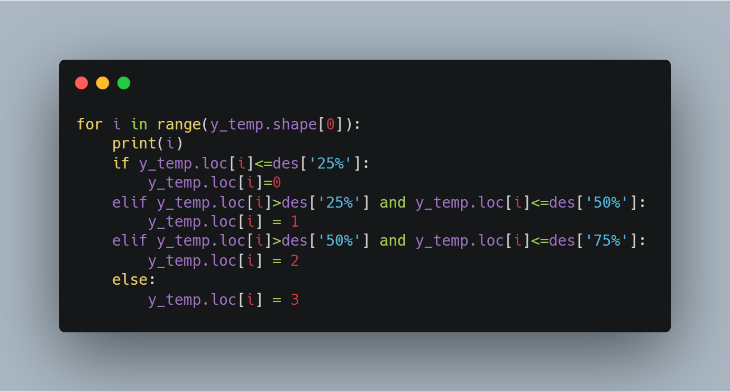 for i in range(y_temp.shape[0]):
    print(i)
    if y_temp.loc[i]<=des['25%']:
        y_temp.loc[i]=0
    elif y_temp.loc[i]>des['25%'] and y_temp.loc[i]<=des['50%']:
        y_temp.loc[i] = 1
    elif y_temp.loc[i]>des['50%'] and y_temp.loc[i]<=des['75%']:
        y_temp.loc[i] = 2
    else:
        y_temp.loc[i] = 3